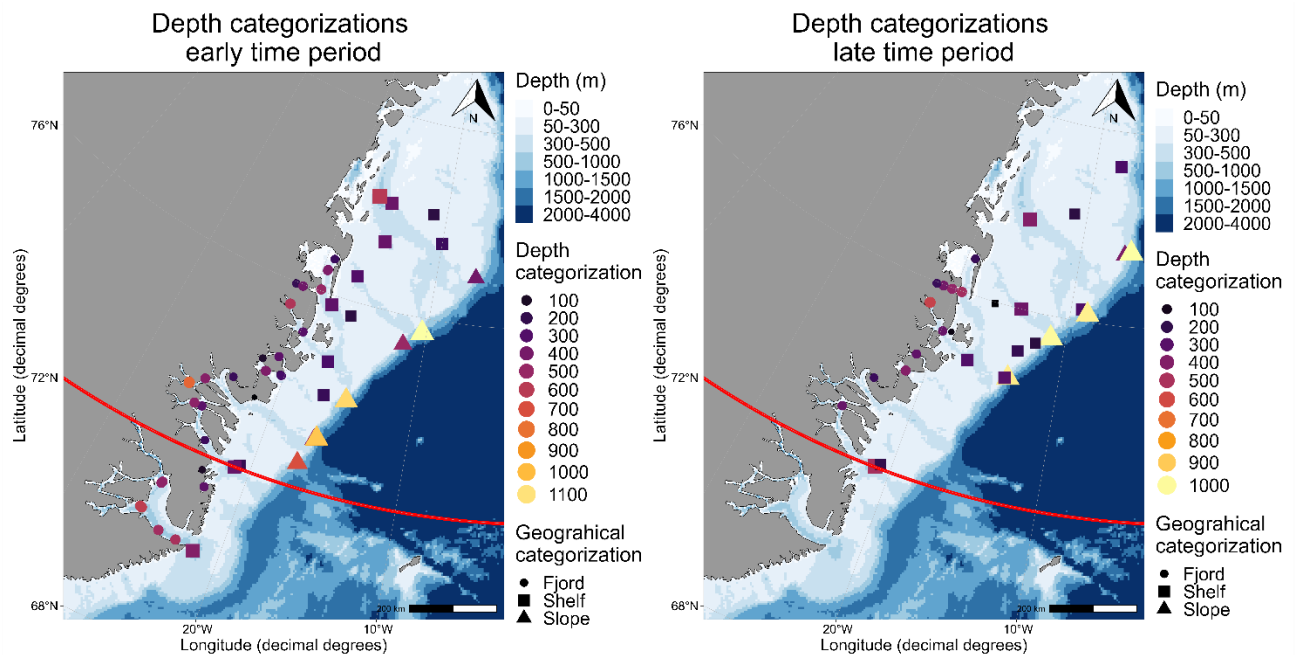 Depth categorizations
early time period
76°N
72°N
68°N
Latitude (decimal degrees)
20°W
10°W
Longitude (decimal degrees)
N
200 km
Depth (m)
0-50
50-300
300-500
500-1000
1000-1500
1500-2000
2000-4000
Depth
categorization
100
200
300
400
500
600
700
800
900
1000
1100
Geograhical
categorization
Fjord
Shelf
Slope
Depth categorizations
late time period
76°N
72°N
68°N
Latitude (decimal degrees)
20°W
10°W
Longitude (decimal degrees)
N
200 km
Depth (m)
0-50
50-300
300-500
500-1000
1000-1500
1500-2000
2000-4000
Depth
categorization
100
200
300
400
500
600
700
800
900
1000
Geograhical
categorization
Fjord
Shelf
Slope